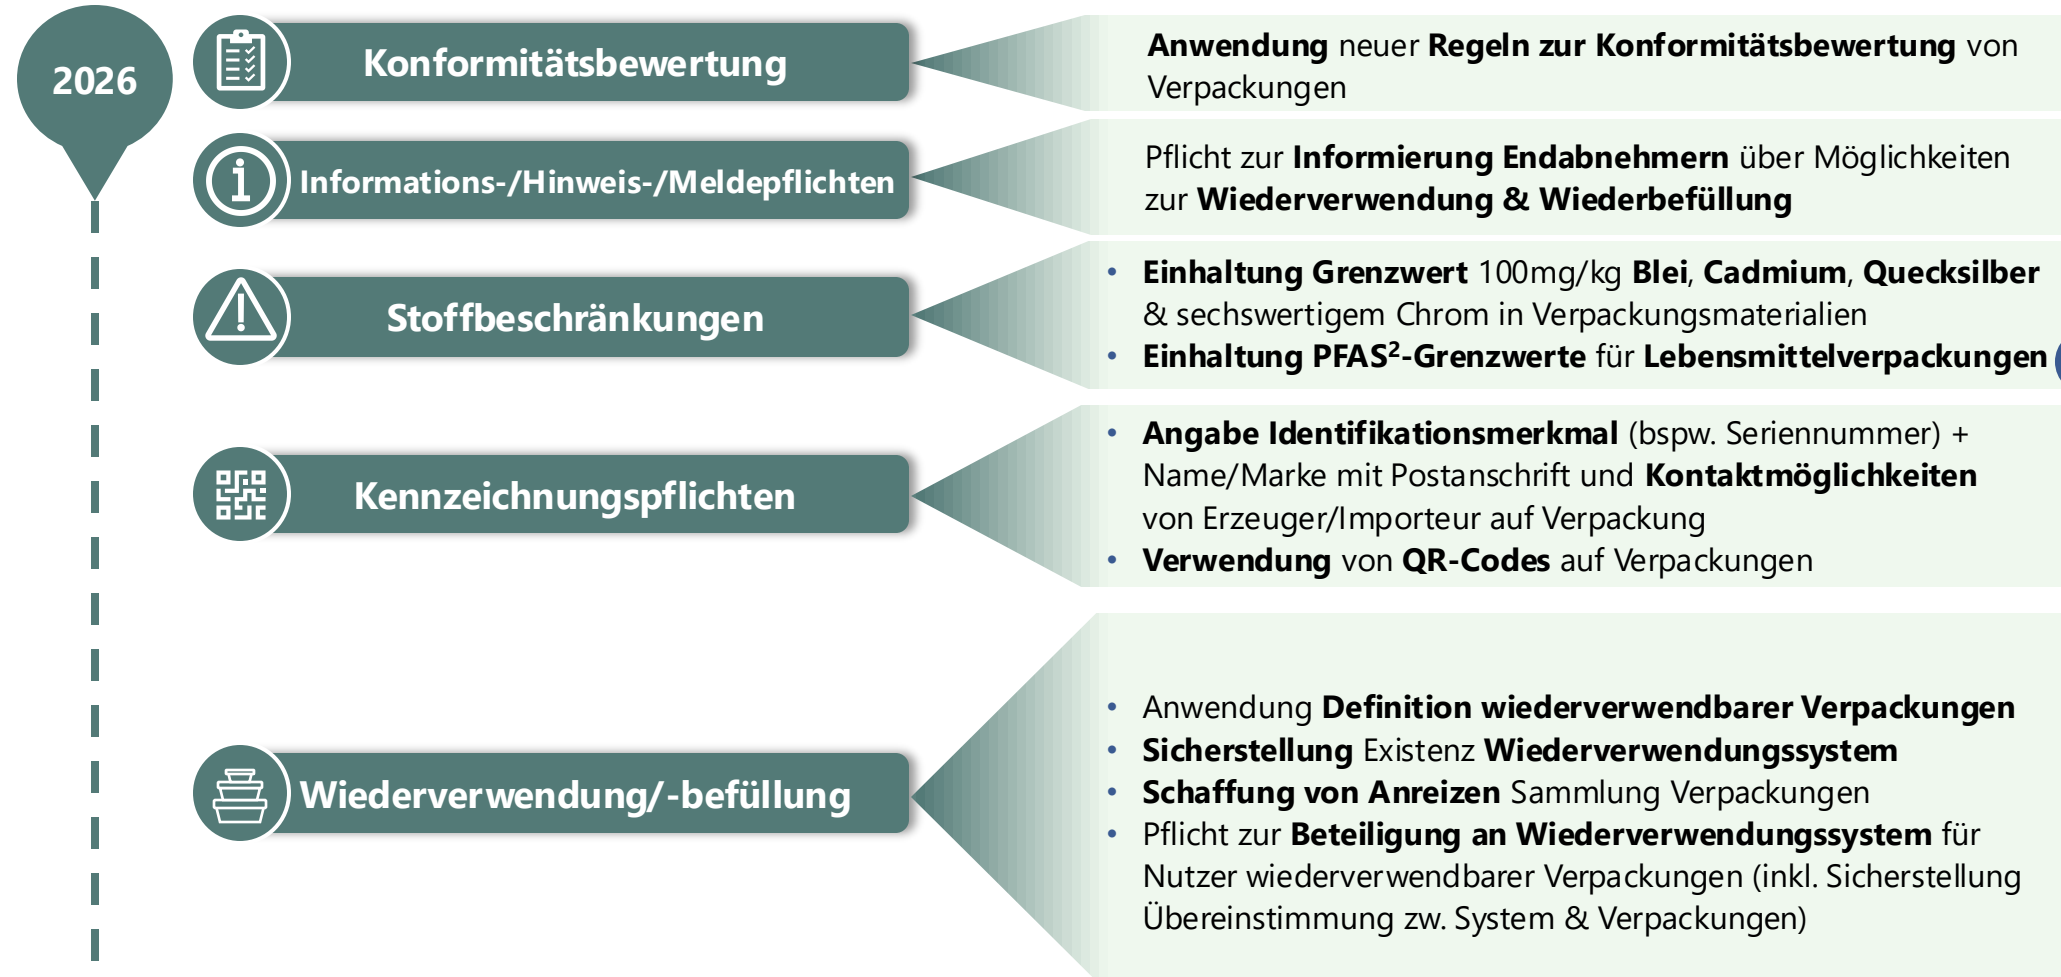 2026
Konformitätsbewertung
Anwendung neuer Regeln zur Konformitätsbewertung von
Verpackungen
Informations-/Hinweis-/Meldepflichten
Pflicht zur Informierung Endabnehmern über Möglichkeiten
zur Wiederverwendung & Wiederbefüllung
Stoffbeschränkungen
• Einhaltung Grenzwert 100mg/kg Blei, Cadmium, Quecksilber
& sechswertigem Chrom in Verpackungsmaterialien
• Einhaltung PFAS²-Grenzwerte für Lebensmittelverpackungen
Kennzeichnungspflichten
• Angabe Identifikationsmerkmal (bspw. Seriennummer) +
Name/Marke mit Postanschrift und Kontaktmöglichkeiten
von Erzeuger/Importeur auf Verpackung
• Verwendung von QR-Codes auf Verpackungen
Wiederverwendung/-befüllung
• Anwendung Definition wiederverwendbarer Verpackungen
• Sicherstellung Existenz Wiederverwendungssystem
• Schaffung von Anreizen Sammlung Verpackungen
• Pflicht zur Beteiligung an Wiederverwendungssystem für
Nutzer wiederverwendbarer Verpackungen (inkl. Sicherstellung
Übereinstimmung zw. System & Verpackungen)